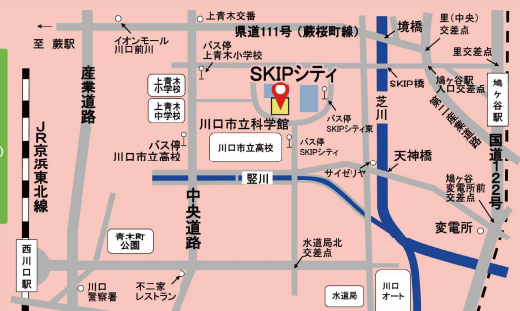 上青木交番
県道111号（蕨桜町線）
境橋
里（中央）
交差点
至 蕨駅
イオンモール
川口前川
バス停
上青木小学校
里交差点
産業道路
SKIPシティ
SKIP橋
鳩ヶ谷駅
入口交差点
上青木
小学校
芝川
鳩ヶ谷駅
上青木
中学校
第二産業道路
川口市立科学館
バス停
SKIPシティ東
JR京浜東北線
バス停
川口市立高校
川口市立高校
バス停
SKIPシティ
国道122号
天神橋
サイゼリヤ
竪川
鳩ヶ谷
変電所前
交差点
中央道路
青木町
公園
変電所
水道局北
交差点
西川口駅
川口
警察署
不二家
レストラン
水道局
川口
オート